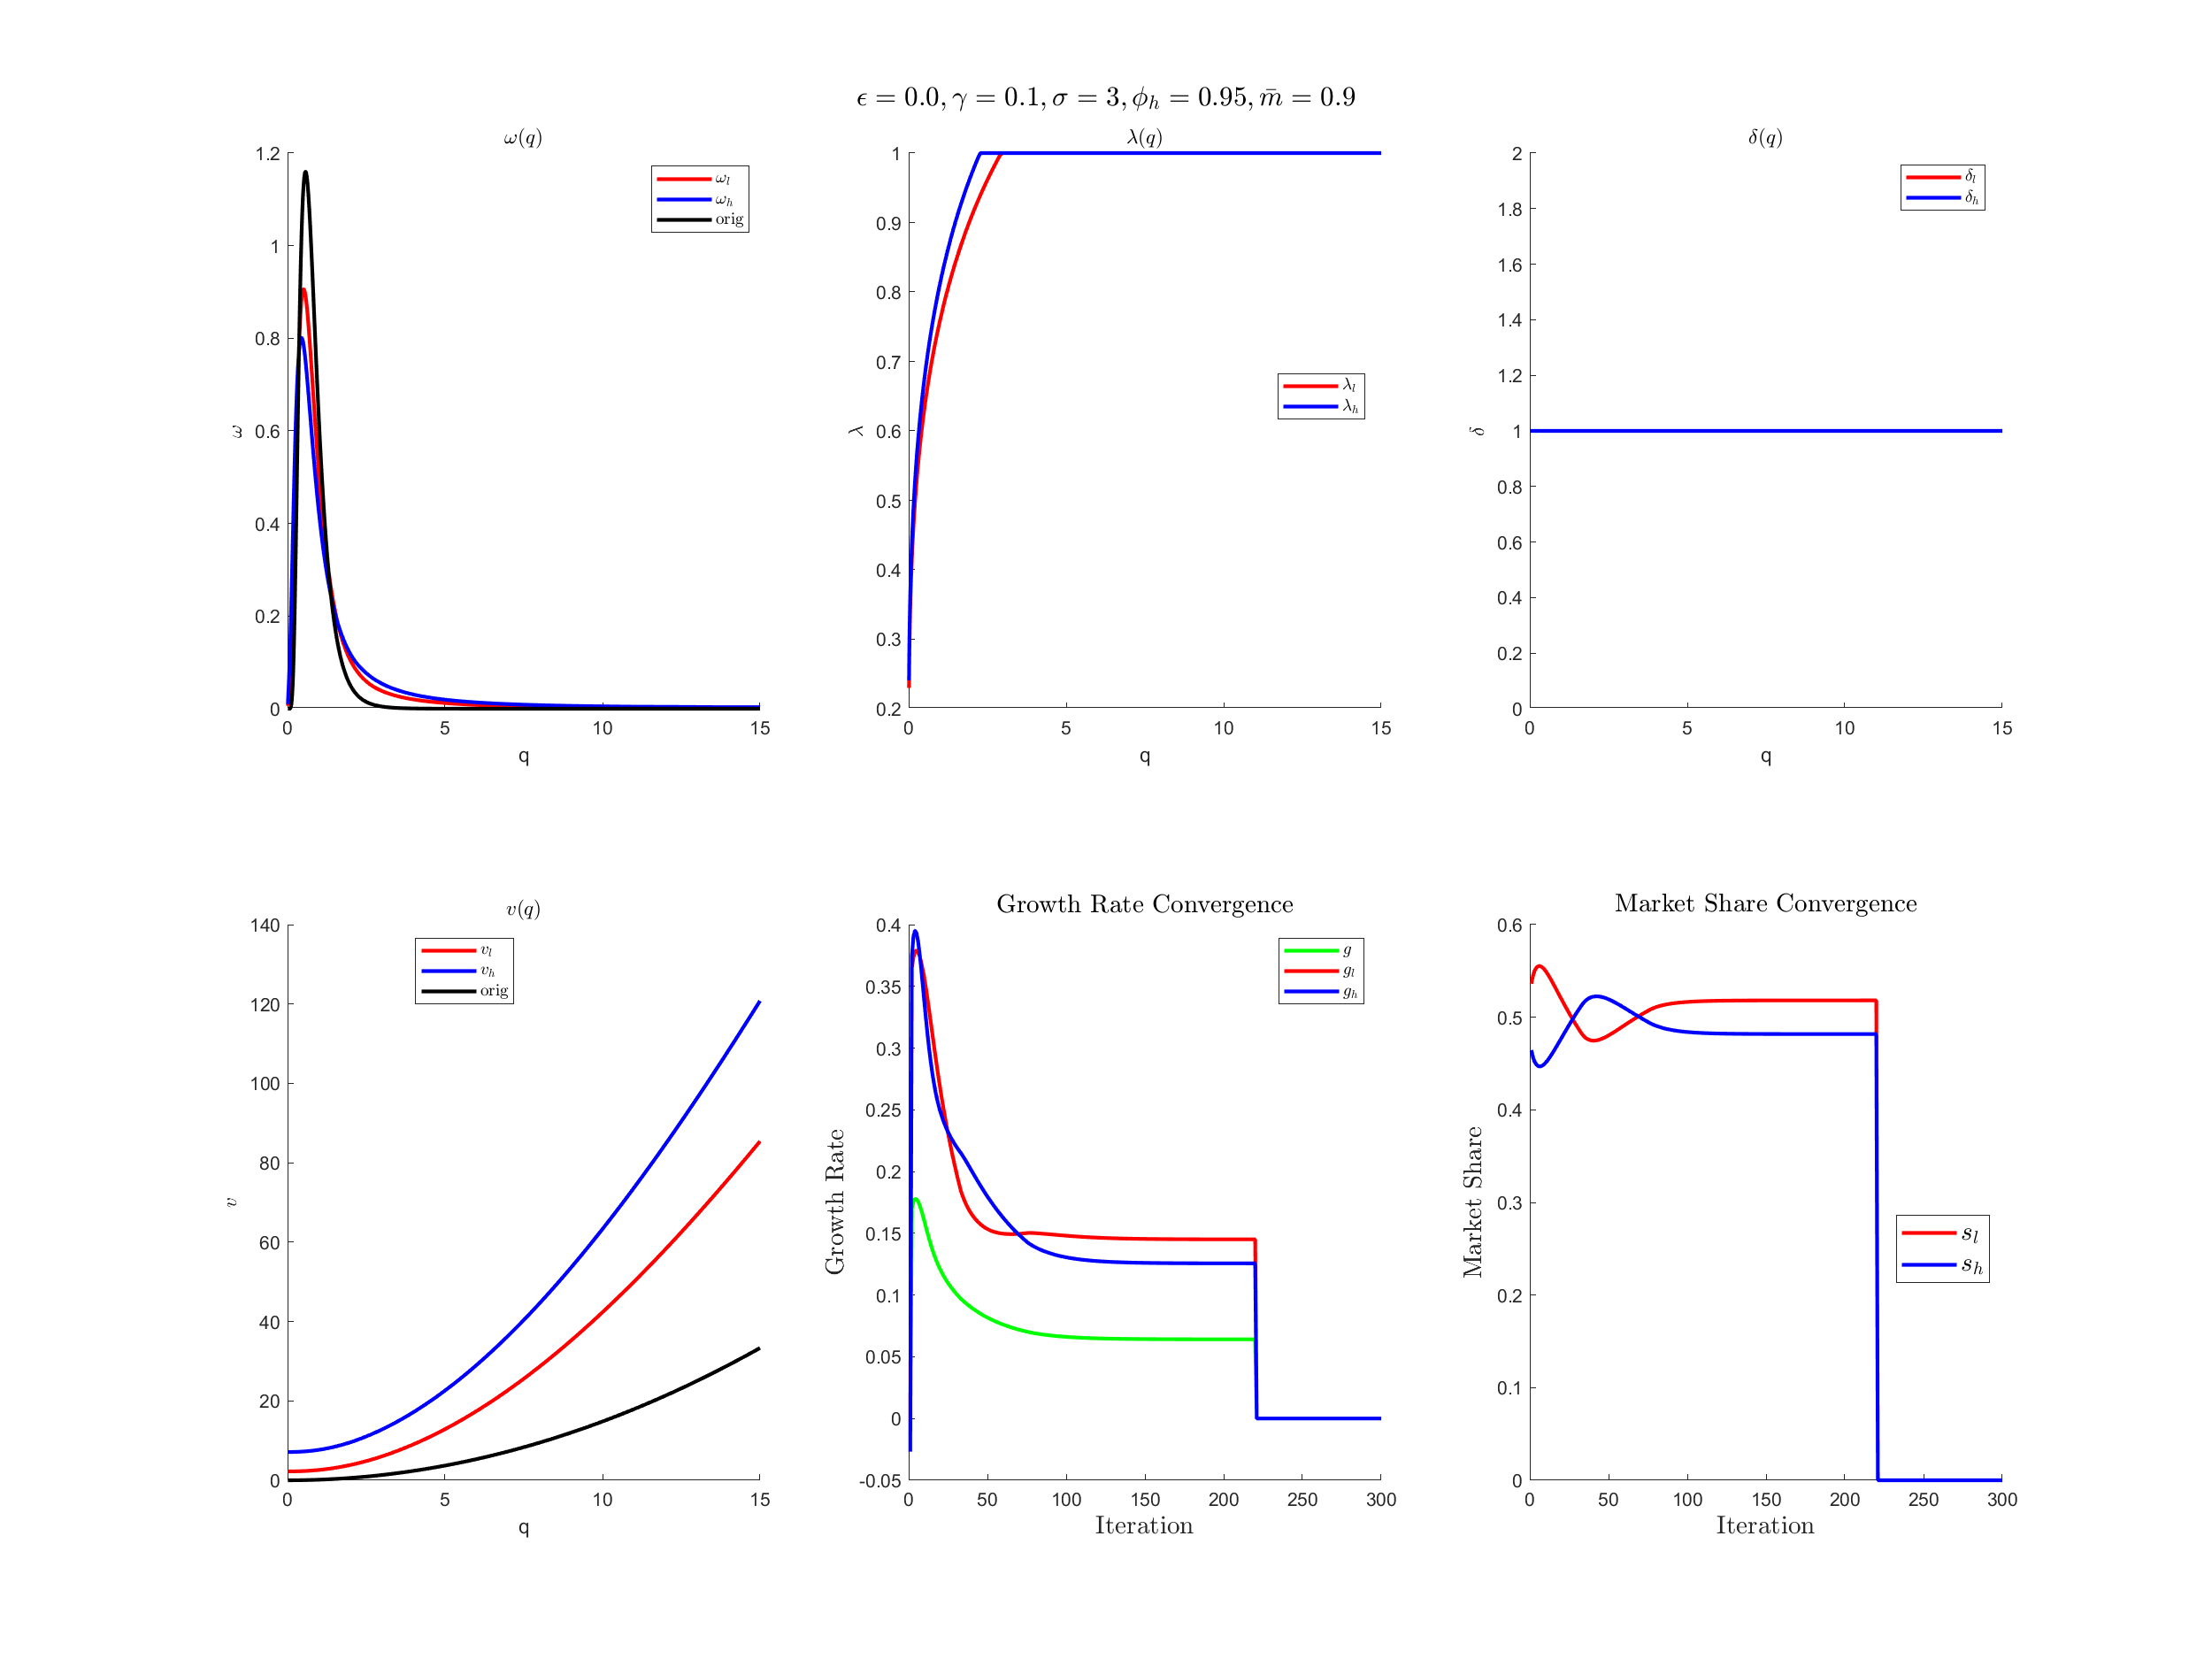 ϵ = 0.0, γ = 0.1, σ = 3, ϕ_h = 0.95, m̄ = 0.9
ω(q)
1.2
1
0.8
0.6
0.4
0.2
0
ω
0 5 10 15
q
ω_l
ω_h
orig
λ(q)
1
0.9
0.8
0.7
0.6
0.5
0.4
0.3
0.2
λ
0 5 10 15
q
λ_l
λ_h
δ(q)
2
1.8
1.6
1.4
1.2
1
0.8
0.6
0.4
0.2
0
δ
0 5 10 15
q
δ_l
δ_h
v(q)
140
120
100
80
60
40
20
0
v
0 5 10 15
q
v_l
v_h
orig
Growth Rate Convergence
0.4
0.35
0.3
0.25
0.2
0.15
0.1
0.05
0
-0.05
Growth Rate
0 50 100 150 200 250 300
Iteration
g
g_l
g_h
Market Share Convergence
0.6
0.5
0.4
0.3
0.2
0.1
0
Market Share
0 50 100 150 200 250 300
Iteration
s_l
s_h